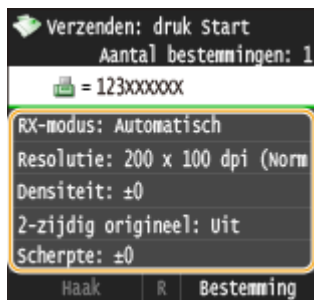 Verzenden: druk Start
Aantal bestemmingen: 1
= 123XXXXXX
RX-modus: Automatisch
Resolutie: 200 x 100 dpi (Norm
Densiteit: ±0
2-zijdig origineel: Uit
Scherpte: ±0
Haak R Bestemming